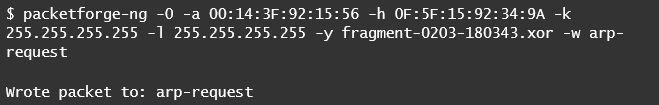 $ packetforge-ng -0 -a 00:14:3F:92:15:56 -h 0F:5F:15:92:34:9A -k
255.255.255.255 -l 255.255.255.255 -y fragment-0203-180343.xor -w arp-
request
Wrote packet to: arp-request